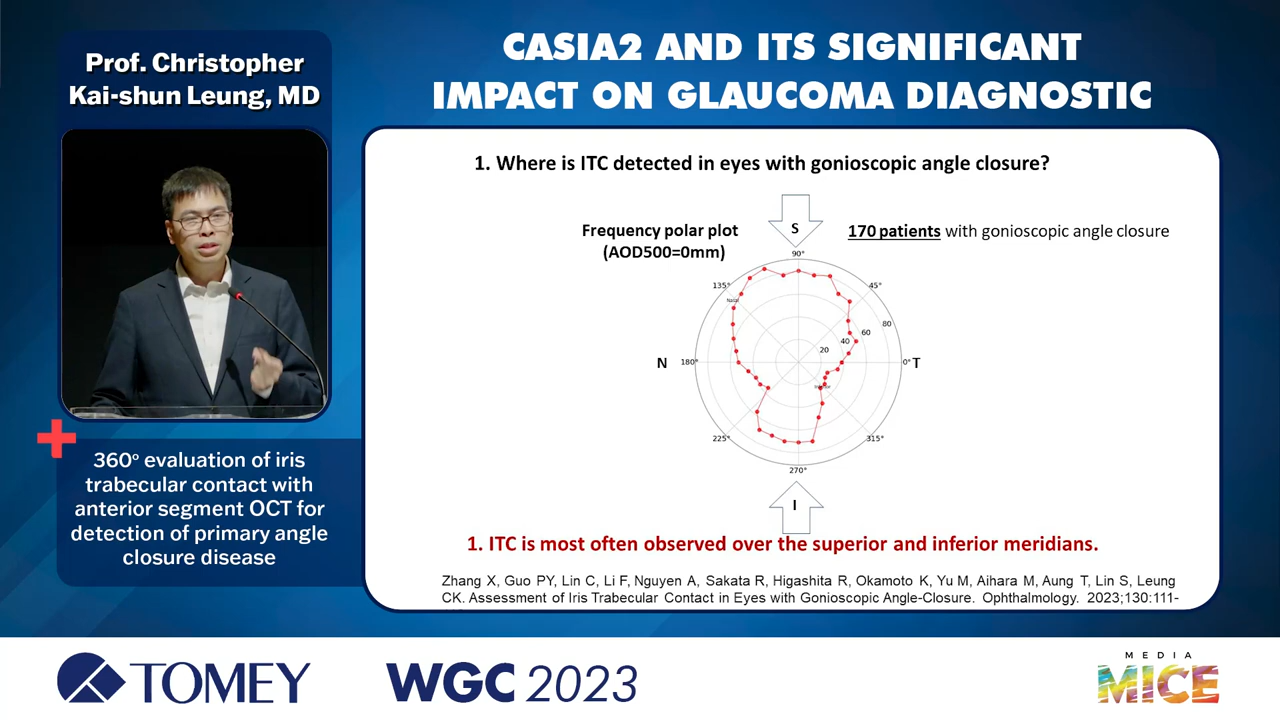 Prof. Christopher
Kai-shun Leung, MD
CASIA2 AND ITS SIGNIFICANT
IMPACT ON GLAUCOMA DIAGNOSTIC
1. Where is ITC detected in eyes with gonioscopic angle closure?
Frequency polar plot
(AOD500=0mm)
S
170 patients with gonioscopic angle closure
90°
135°
45°
80
60
40
20
N
180°
0°
T
225°
315°
270°
I
1. ITC is most often observed over the superior and inferior meridians.
Zhang X, Guo PY, Lin C, Li F, Nguyen A, Sakata R, Higashita R, Okamoto K, Yu M, Aihara M, Aung T, Lin S, Leung
CK. Assessment of Iris Trabecular Contact in Eyes with Gonioscopic Angle-Closure. Ophthalmology. 2023;130:111-
360° evaluation of iris
trabecular contact with
anterior segment OCT for
detection of primary angle
closure disease
TOMEY
WGC 2023
MEDIA
MICE